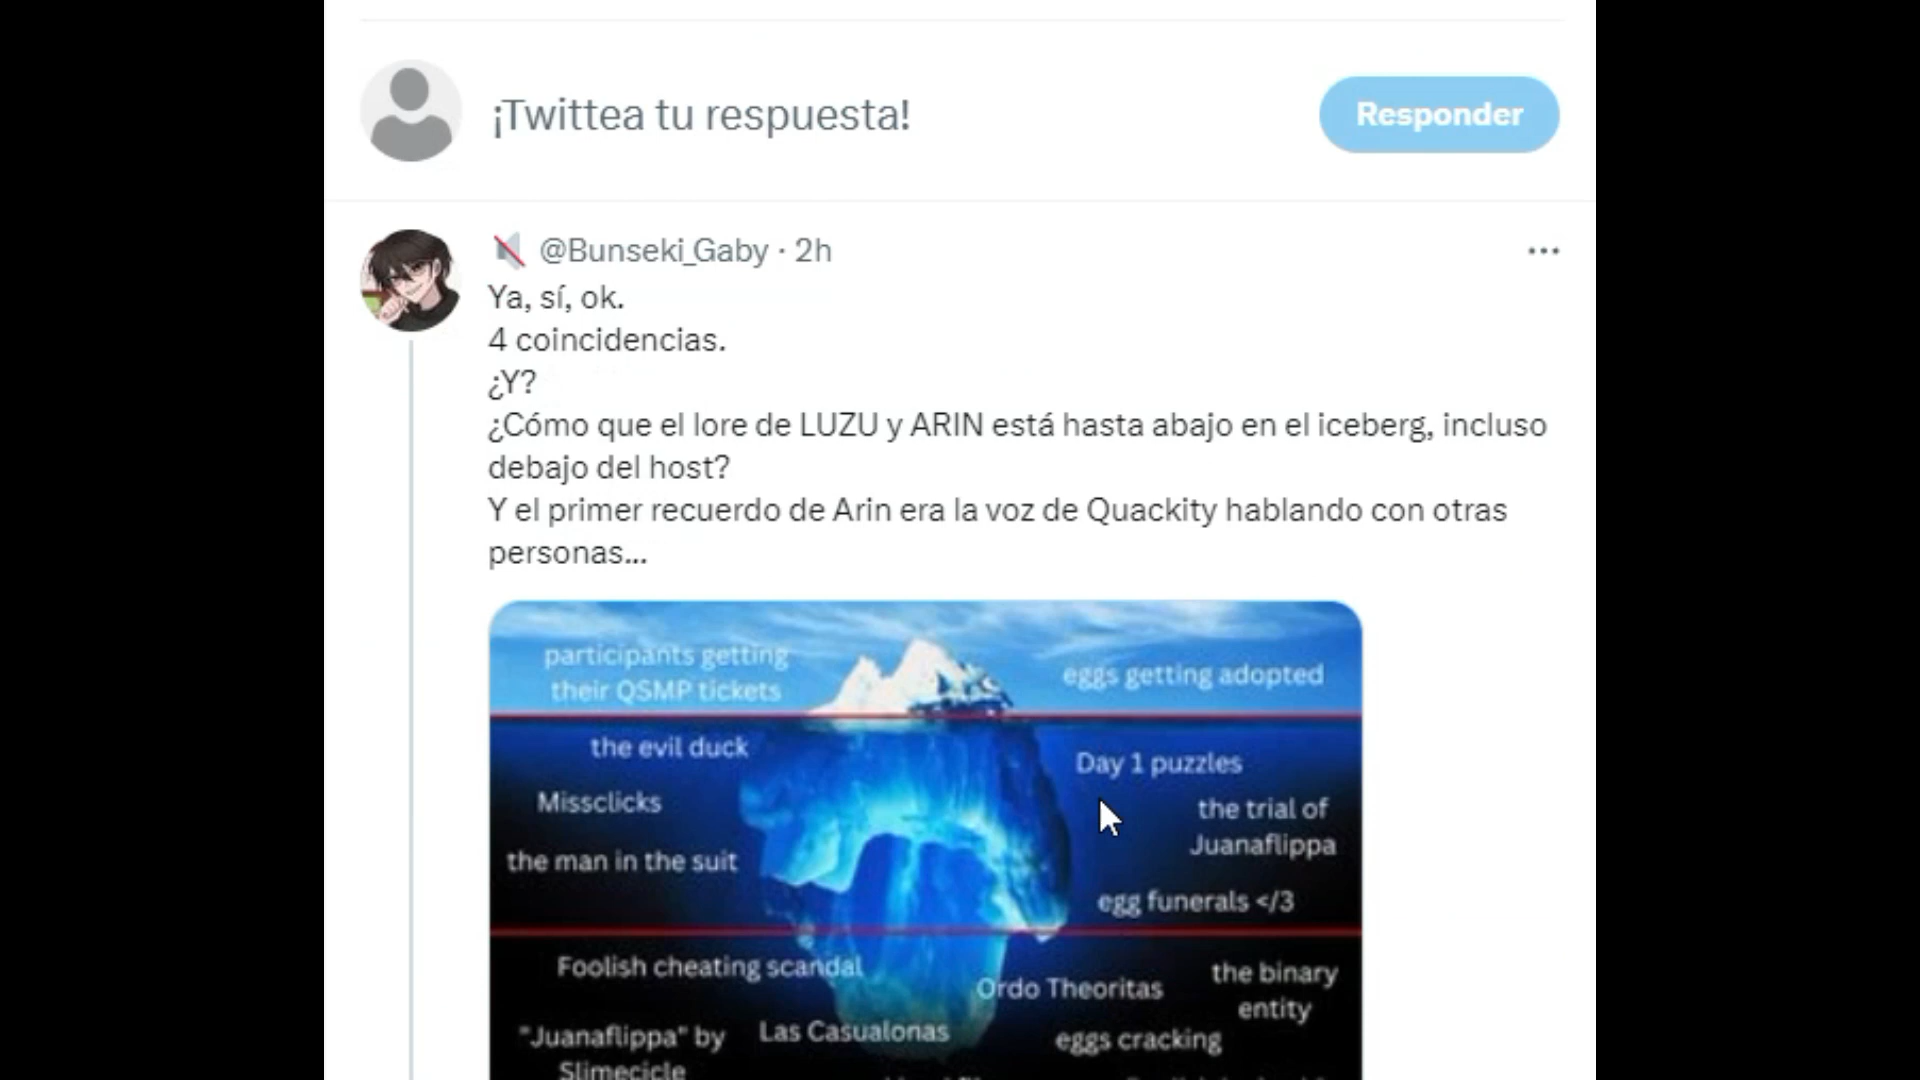 ¡Twittea tu respuesta!
Responder
@Bunseki_Gaby · 2h
Ya, sí, ok.
4 coincidencias.
¿Y?
¿Cómo que el lore de LUZU y ARIN está hasta abajo en el iceberg, incluso
debajo del host?
Y el primer recuerdo de Arin era la voz de Quackity hablando con otras
personas...
participants getting
their QSMP tickets
eggs getting adopted
the evil duck
Day 1 puzzles
Missclicks
the trial of
Juanaflippa
the man in the suit
egg funerals </3
Foolish cheating scandal
Ordo Theoritas
the binary
entity
"Juanaflippa" by
Slimecicle
Las Casualonas
eggs cracking